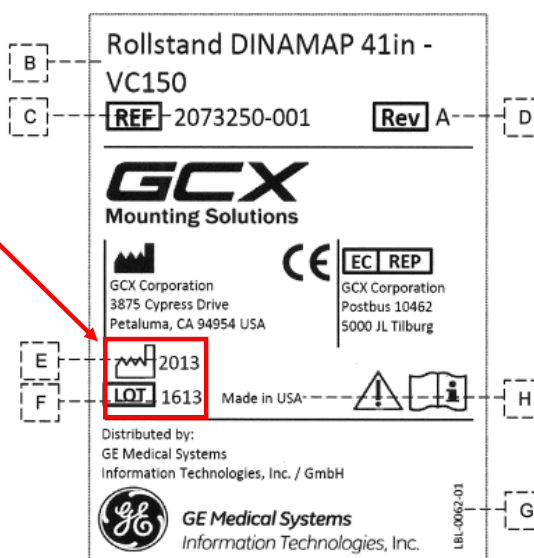 Rollstand DINAMAP 41in -
B
VC150
C REF 2073250-001 Rev A D
GCX
Mounting Solutions
CE EC REP
GCX Corporation
3875 Cypress Drive
Petaluma, CA 94954 USA
GCX Corporation
Postbus 10462
5000 JL Tilburg
E 2013
F LOT 1613 Made in USA H
Distributed by:
GE Medical Systems
Information Technologies, Inc. / GmbH
GE
GE Medical Systems
Information Technologies, Inc.
LBL-0062-01
G